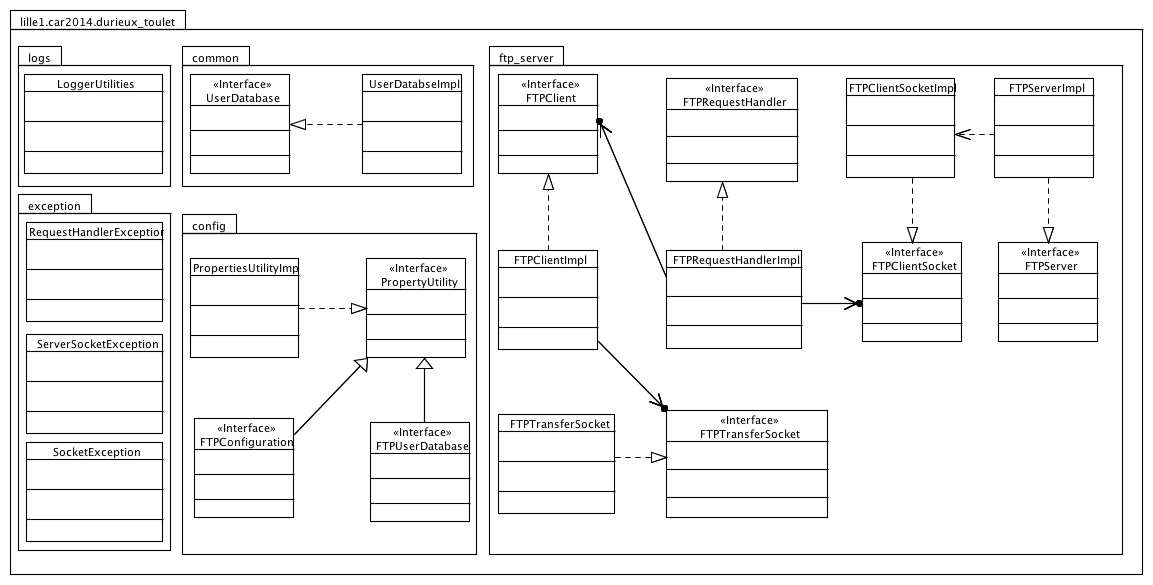 lille1.car2014.durieux_toulet
logs
LoggerUtilities
common
«Interface»
UserDatabase
UserDatabseImpl
exception
RequestHandlerException
ServerSocketException
SocketException
config
PropertiesUtilityImp
«Interface»
PropertyUtility
«Interface»
FTPConfiguration
«Interface»
FTPUserDatabase
ftp_server
«Interface»
FTPClient
«Interface»
FTPRequestHandler
FTPClientSocketImpl
FTPServerImpl
FTPClientImpl
FTPRequestHandlerImpl
«Interface»
FTPClientSocket
«Interface»
FTPServer
FTPTransferSocket
«Interface»
FTPTransferSocket